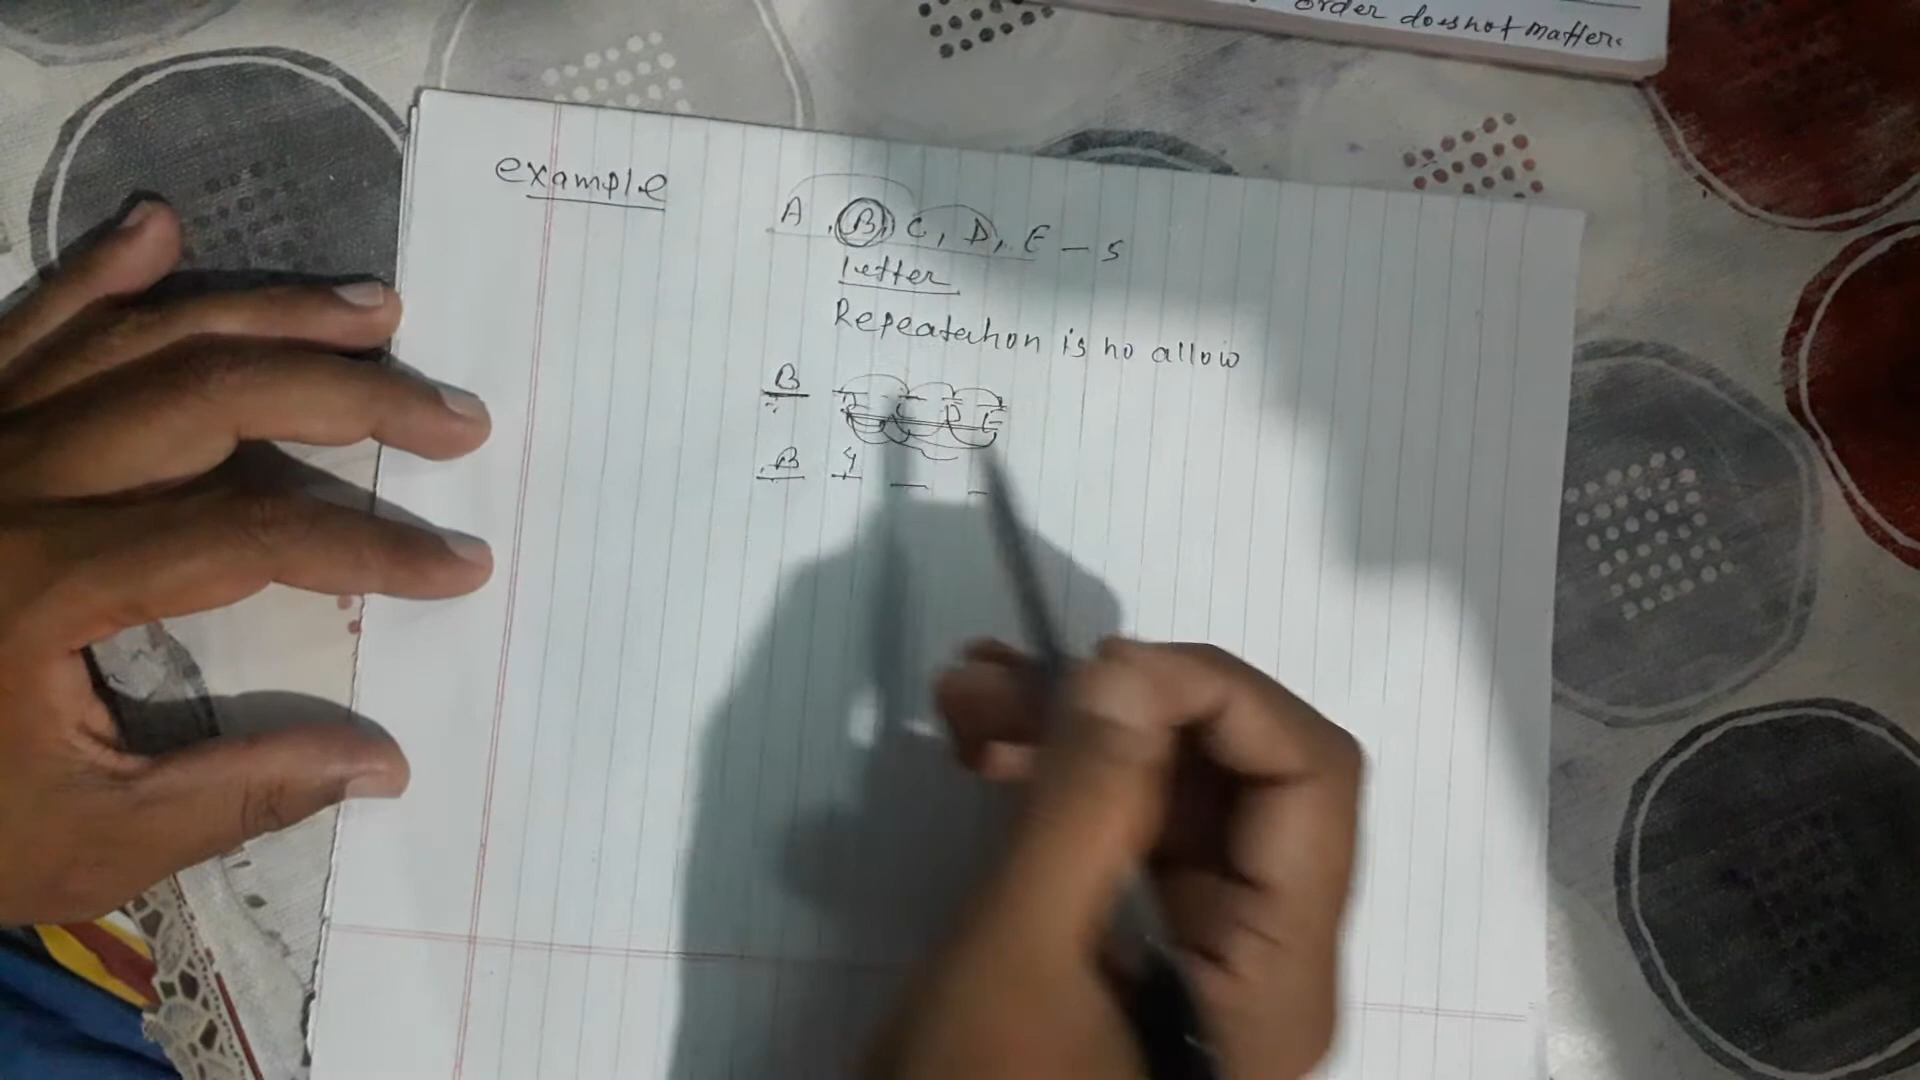 order does not matter.
example
A, B, C, D, E - 5
letter
Repeatation is no allow
B
A C D E
B 4